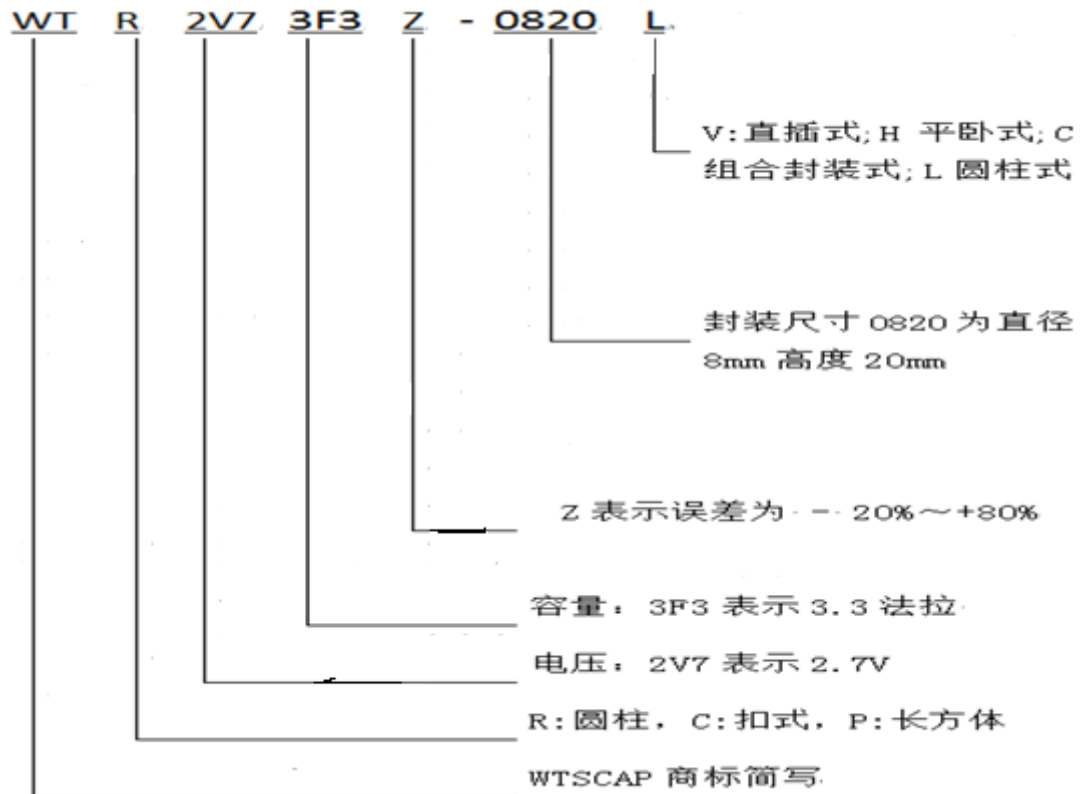 WT R 2V7 3F3 Z - 0820 L
V:直插式;H 平卧式;C
组合封装式;L 圆柱式
封装尺寸 0820 为直径
8mm 高度 20mm
Z 表示误差为 - 20%～+80%
容量：3F3 表示 3.3 法拉
电压：2V7 表示 2.7V
R:圆柱，C:扣式，P:长方体
WTSCAP 商标简写